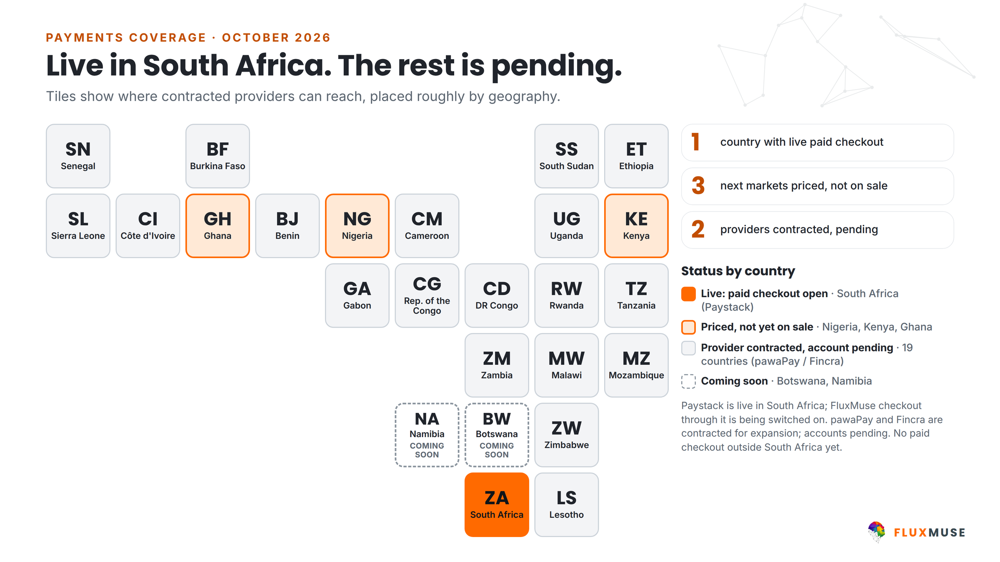 PAYMENTS COVERAGE · OCTOBER 2026
Live in South Africa. The rest is pending.
Tiles show where contracted providers can reach, placed roughly by geography.
SN
Senegal
BF
Burkina Faso
SS
South Sudan
ET
Ethiopia
SL
Sierra Leone
CI
Côte d'Ivoire
GH
Ghana
BJ
Benin
NG
Nigeria
CM
Cameroon
UG
Uganda
KE
Kenya
GA
Gabon
CG
Rep. of the
Congo
CD
DR Congo
RW
Rwanda
TZ
Tanzania
ZM
Zambia
MW
Malawi
MZ
Mozambique
NA
Namibia
COMING
SOON
BW
Botswana
COMING
SOON
ZW
Zimbabwe
ZA
South Africa
LS
Lesotho
1 country with live paid checkout
3 next markets priced, not on sale
2 providers contracted, pending
Status by country
Live: paid checkout open · South Africa
(Paystack)
Priced, not yet on sale · Nigeria, Kenya, Ghana
Provider contracted, account pending · 19
countries (pawaPay / Fincra)
Coming soon · Botswana, Namibia
Paystack is live in South Africa; FluxMuse checkout
through it is being switched on. pawaPay and Fincra are
contracted for expansion; accounts pending. No paid
checkout outside South Africa yet.
FLUXMUSE